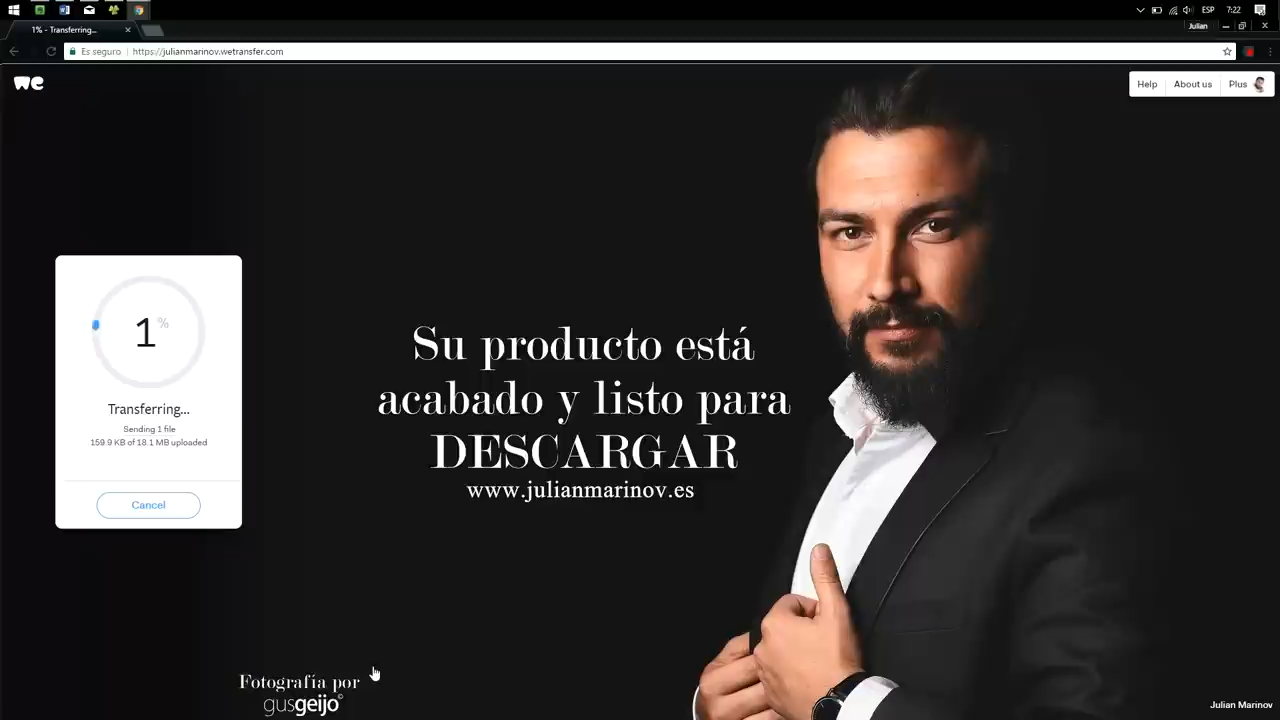 ESP
7:22
1% - Transferring...
Julian
Es seguro
https://julianmarinov.wetransfer.com
we
Help
About us
Plus
1%
Transferring...
Sending 1 file
159.9 KB of 18.1 MB uploaded
Cancel
Su producto está
acabado y listo para
DESCARGAR
www.julianmarinov.es
Fotografía por
gusgeijo©
Julian Marinov